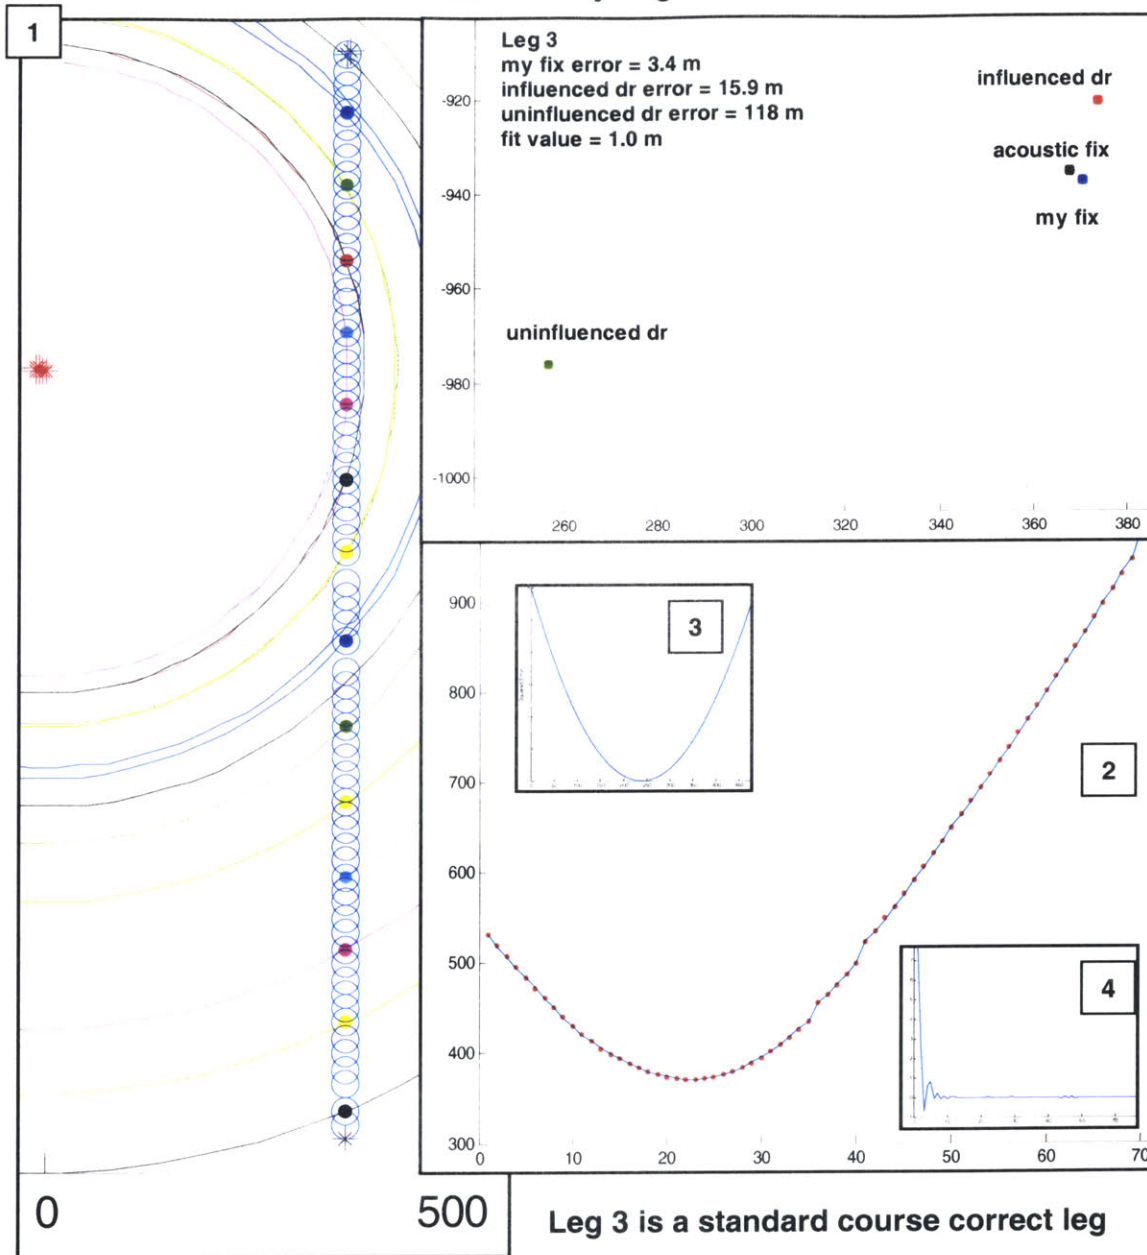 1
Leg 3
my fix error = 3.4 m
influenced dr error = 15.9 m
uninfluenced dr error = 118 m
fit value = 1.0 m
influenced dr
acoustic fix
my fix
uninfluenced dr
-920
-940
-960
-980
-1000
260 280 300 320 340 360 380
3
2
4
900
800
700
600
500
400
300
0 10 20 30 40 50 60 70
0 500
Leg 3 is a standard course correct leg